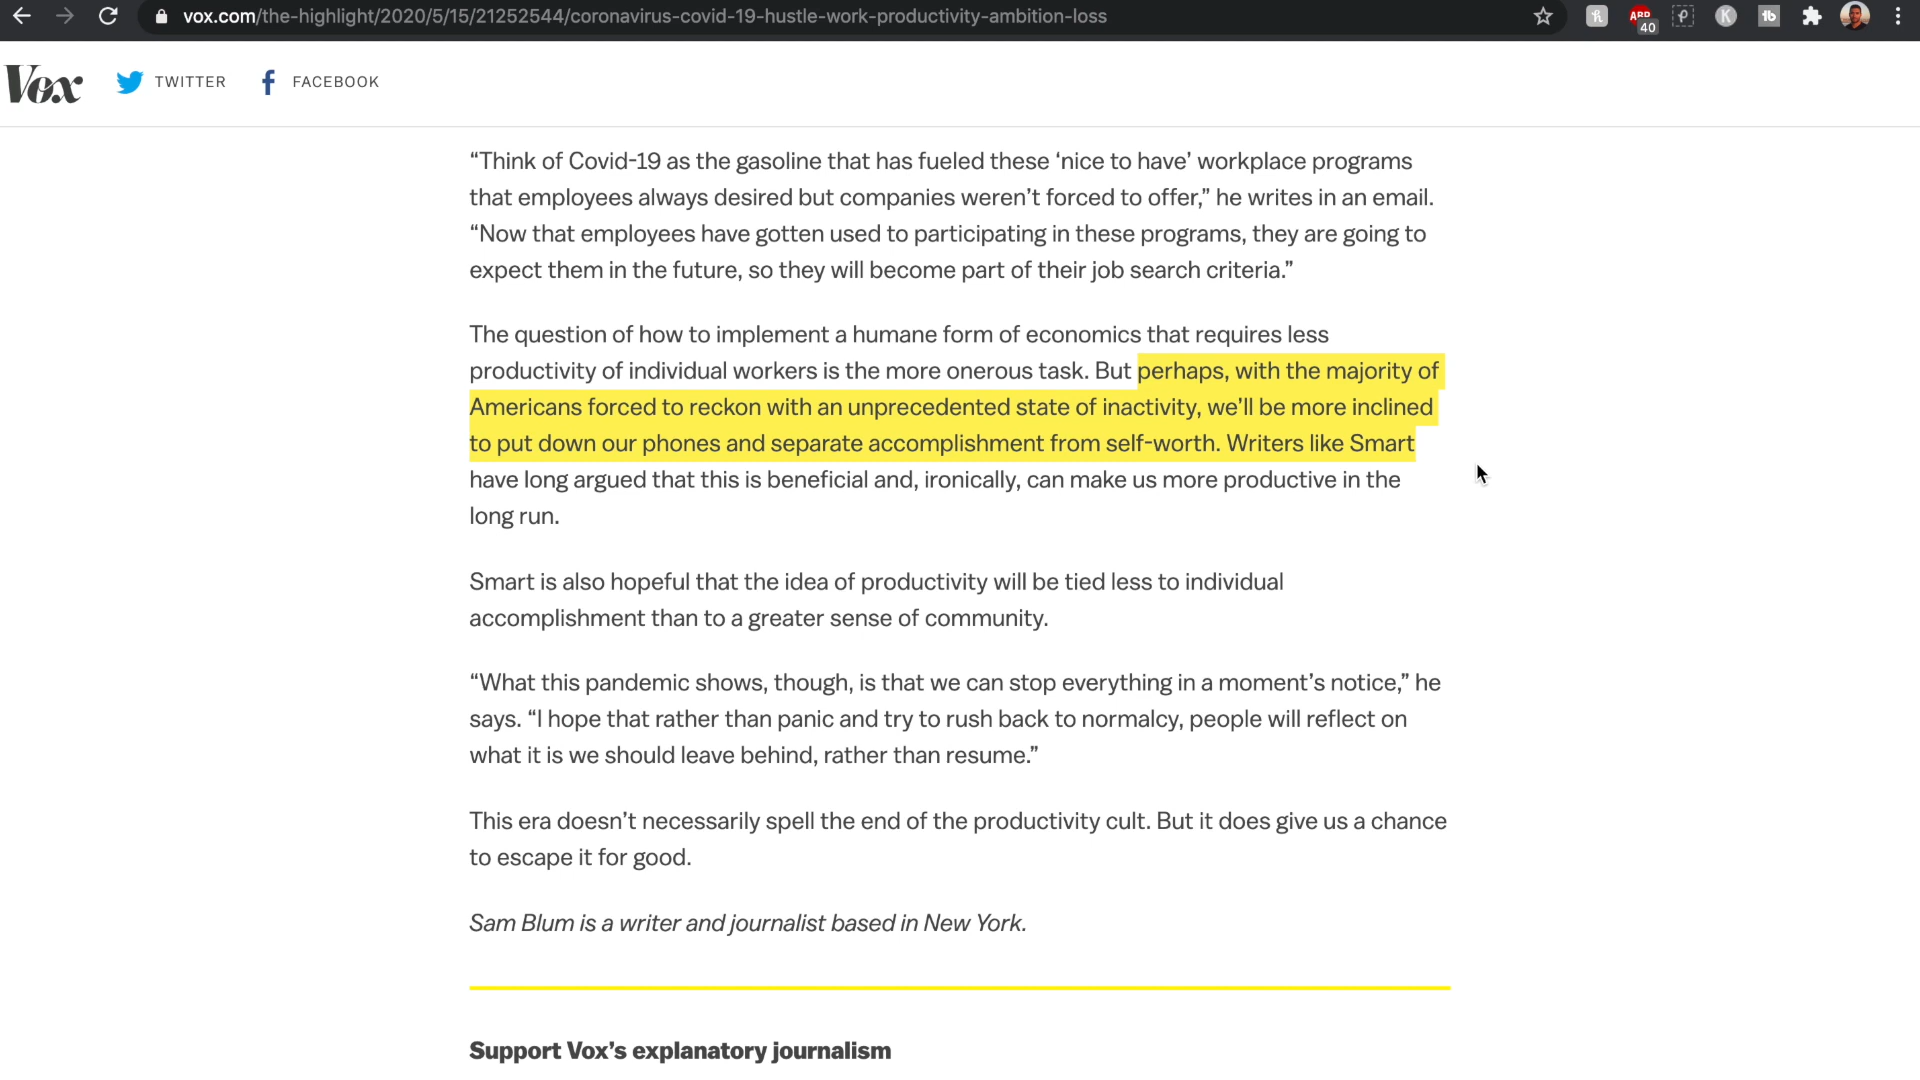 vox.com/the-highlight/2020/5/15/21252544/coronavirus-covid-19-hustle-work-productivity-ambition-loss
ABP
40
K
tb
Vox
TWITTER
FACEBOOK
“Think of Covid-19 as the gasoline that has fueled these ‘nice to have’ workplace programs
that employees always desired but companies weren’t forced to offer,” he writes in an email.
“Now that employees have gotten used to participating in these programs, they are going to
expect them in the future, so they will become part of their job search criteria.”
The question of how to implement a humane form of economics that requires less
productivity of individual workers is the more onerous task. But perhaps, with the majority of
Americans forced to reckon with an unprecedented state of inactivity, we’ll be more inclined
to put down our phones and separate accomplishment from self-worth. Writers like Smart
have long argued that this is beneficial and, ironically, can make us more productive in the
long run.
Smart is also hopeful that the idea of productivity will be tied less to individual
accomplishment than to a greater sense of community.
“What this pandemic shows, though, is that we can stop everything in a moment’s notice,” he
says. “I hope that rather than panic and try to rush back to normalcy, people will reflect on
what it is we should leave behind, rather than resume.”
This era doesn’t necessarily spell the end of the productivity cult. But it does give us a chance
to escape it for good.
Sam Blum is a writer and journalist based in New York.
Support Vox’s explanatory journalism